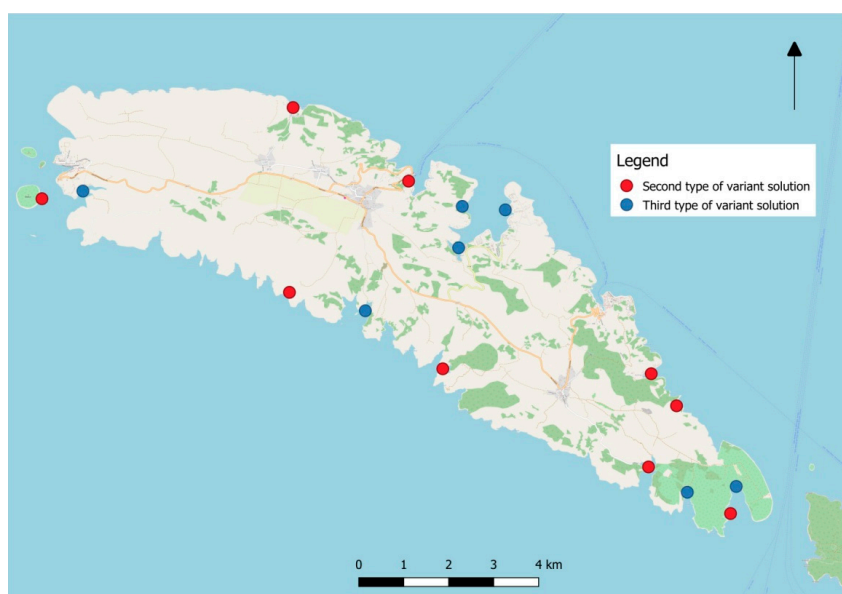 Legend
Second type of variant solution
Third type of variant solution
0 1 2 3 4 km